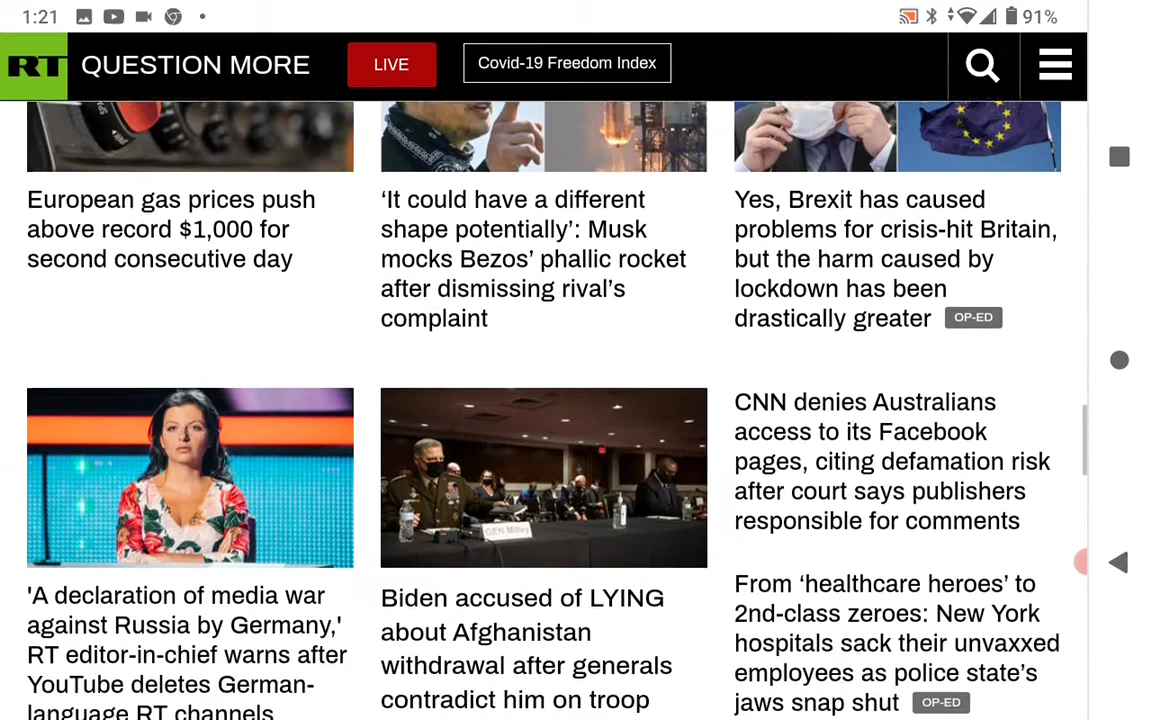 1:21
91%
RT QUESTION MORE
LIVE
Covid-19 Freedom Index
European gas prices push
above record $1,000 for
second consecutive day
‘It could have a different
shape potentially’: Musk
mocks Bezos’ phallic rocket
after dismissing rival’s
complaint
Yes, Brexit has caused
problems for crisis-hit Britain,
but the harm caused by
lockdown has been
drastically greater OP-ED
'A declaration of media war
against Russia by Germany,'
RT editor-in-chief warns after
YouTube deletes German-
language RT channels
GEN Milley
Biden accused of LYING
about Afghanistan
withdrawal after generals
contradict him on troop
CNN denies Australians
access to its Facebook
pages, citing defamation risk
after court says publishers
responsible for comments
From ‘healthcare heroes’ to
2nd-class zeroes: New York
hospitals sack their unvaxxed
employees as police state’s
jaws snap shut OP-ED